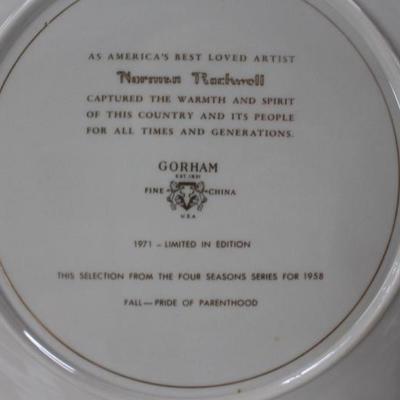 AS AMERICA'S BEST LOVED ARTIST
Norman Rockwell
CAPTURED THE WARMTH AND SPIRIT
OF THIS COUNTRY AND ITS PEOPLE
FOR ALL TIMES AND GENERATIONS.
GORHAM
EST. 1831
FINE CHINA
U.S.A.
1971 – LIMITED IN EDITION
THIS SELECTION FROM THE FOUR SEASONS SERIES FOR 1958
FALL—PRIDE OF PARENTHOOD